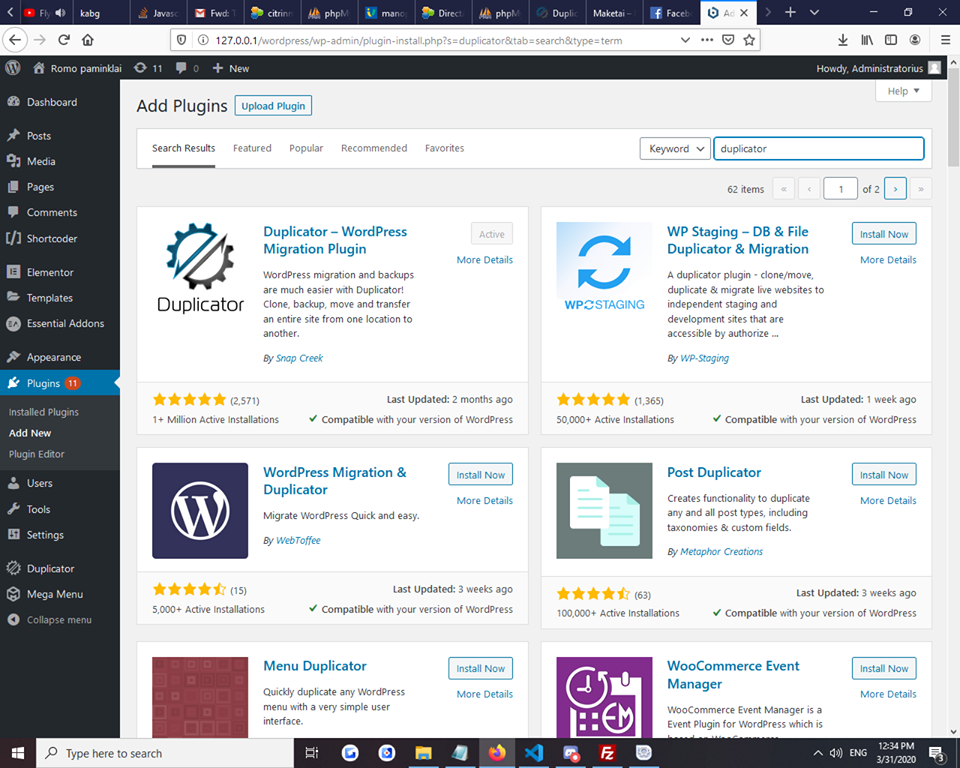 Fly
kabg
Javasc
Fwd: T
citrinn
phpM
manop
Direct
phpM
Duplic
Maketai –
Faceb
Ad
127.0.0.1/wordpress/wp-admin/plugin-install.php?s=duplicator&tab=search&type=term
Romo paminklai
11
0
New
Howdy, Administratorius
Dashboard
Posts
Media
Pages
Comments
Shortcoder
Elementor
Templates
Essential Addons
Appearance
Plugins 11
Installed Plugins
Add New
Plugin Editor
Users
Tools
Settings
Duplicator
Mega Menu
Collapse menu
Help
Add Plugins
Upload Plugin
Search Results
Featured
Popular
Recommended
Favorites
Keyword
duplicator
62 items « ‹ 1 of 2 › »
Duplicator
Duplicator – WordPress
Migration Plugin
Active
More Details
WordPress migration and backups
are much easier with Duplicator!
Clone, backup, move and transfer
an entire site from one location to
another.
By Snap Creek
(2,571)
1+ Million Active Installations
Last Updated: 2 months ago
Compatible with your version of WordPress
WP STAGING
WP Staging – DB & File
Duplicator & Migration
Install Now
More Details
A duplicator plugin - clone/move,
duplicate & migrate live websites to
independent staging and
development sites that are
accessible by authorize ...
By WP-Staging
(1,365)
50,000+ Active Installations
Last Updated: 1 week ago
Compatible with your version of WordPress
WordPress Migration &
Duplicator
Install Now
More Details
Migrate WordPress Quick and easy.
By WebToffee
(15)
5,000+ Active Installations
Last Updated: 3 weeks ago
Compatible with your version of WordPress
Post Duplicator
Install Now
More Details
Creates functionality to duplicate
any and all post types, including
taxonomies & custom fields.
By Metaphor Creations
(63)
100,000+ Active Installations
Last Updated: 3 weeks ago
Compatible with your version of WordPress
Menu Duplicator
Install Now
More Details
Quickly duplicate any WordPress
menu with a very simple user
interface.
EM
WooCommerce Event
Manager
Install Now
More Details
WooCommerce Event Manager is a
Event Plugin for WordPress which is
Type here to search
ENG
12:34 PM
3/31/2020
3